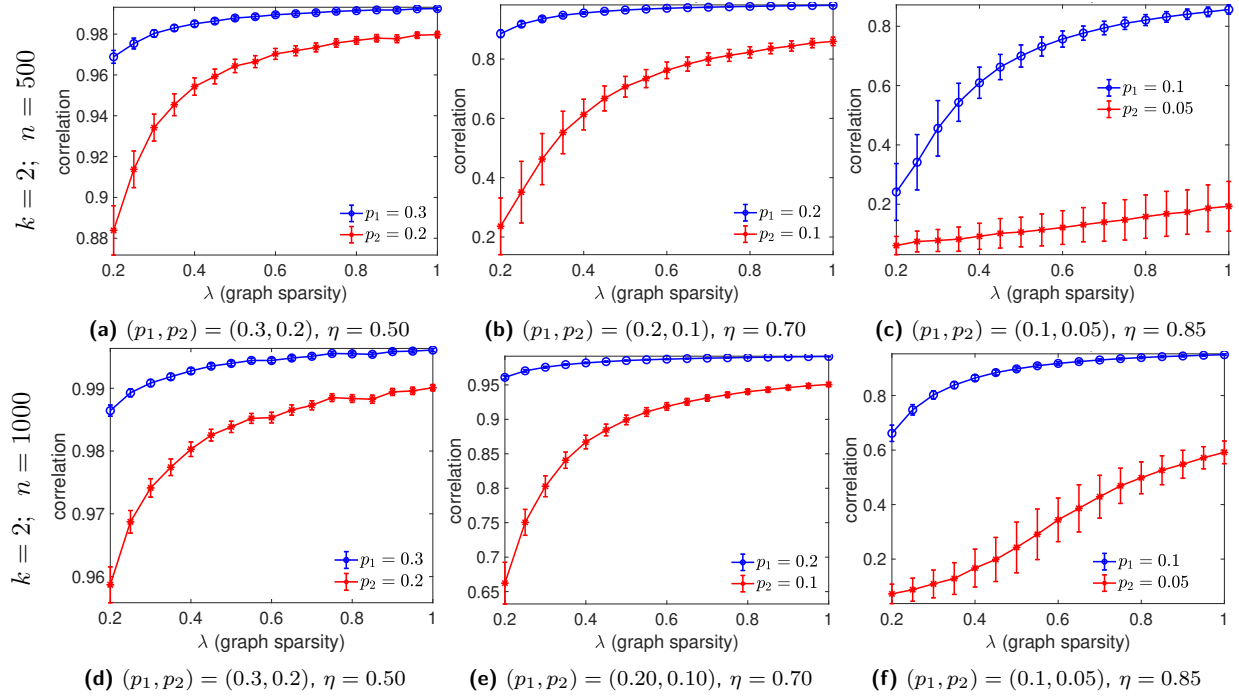 k = 2; n = 500
correlation
0.98
0.96
0.94
0.92
0.9
0.88
p₁ = 0.3
p₂ = 0.2
0.2 0.4 0.6 0.8 1
λ (graph sparsity)
(a) (p₁, p₂) = (0.3, 0.2), η = 0.50
correlation
0.8
0.6
0.4
0.2
p₁ = 0.2
p₂ = 0.1
0.2 0.4 0.6 0.8 1
λ (graph sparsity)
(b) (p₁, p₂) = (0.2, 0.1), η = 0.70
correlation
0.8
0.6
0.4
0.2
p₁ = 0.1
p₂ = 0.05
0.2 0.4 0.6 0.8 1
λ (graph sparsity)
(c) (p₁, p₂) = (0.1, 0.05), η = 0.85
k = 2; n = 1000
correlation
0.99
0.98
0.97
0.96
p₁ = 0.3
p₂ = 0.2
0.2 0.4 0.6 0.8 1
λ (graph sparsity)
(d) (p₁, p₂) = (0.3, 0.2), η = 0.50
correlation
0.95
0.9
0.85
0.8
0.75
0.7
0.65
p₁ = 0.2
p₂ = 0.1
0.2 0.4 0.6 0.8 1
λ (graph sparsity)
(e) (p₁, p₂) = (0.20, 0.10), η = 0.70
correlation
0.8
0.6
0.4
0.2
p₁ = 0.1
p₂ = 0.05
0.2 0.4 0.6 0.8 1
λ (graph sparsity)
(f) (p₁, p₂) = (0.1, 0.05), η = 0.85